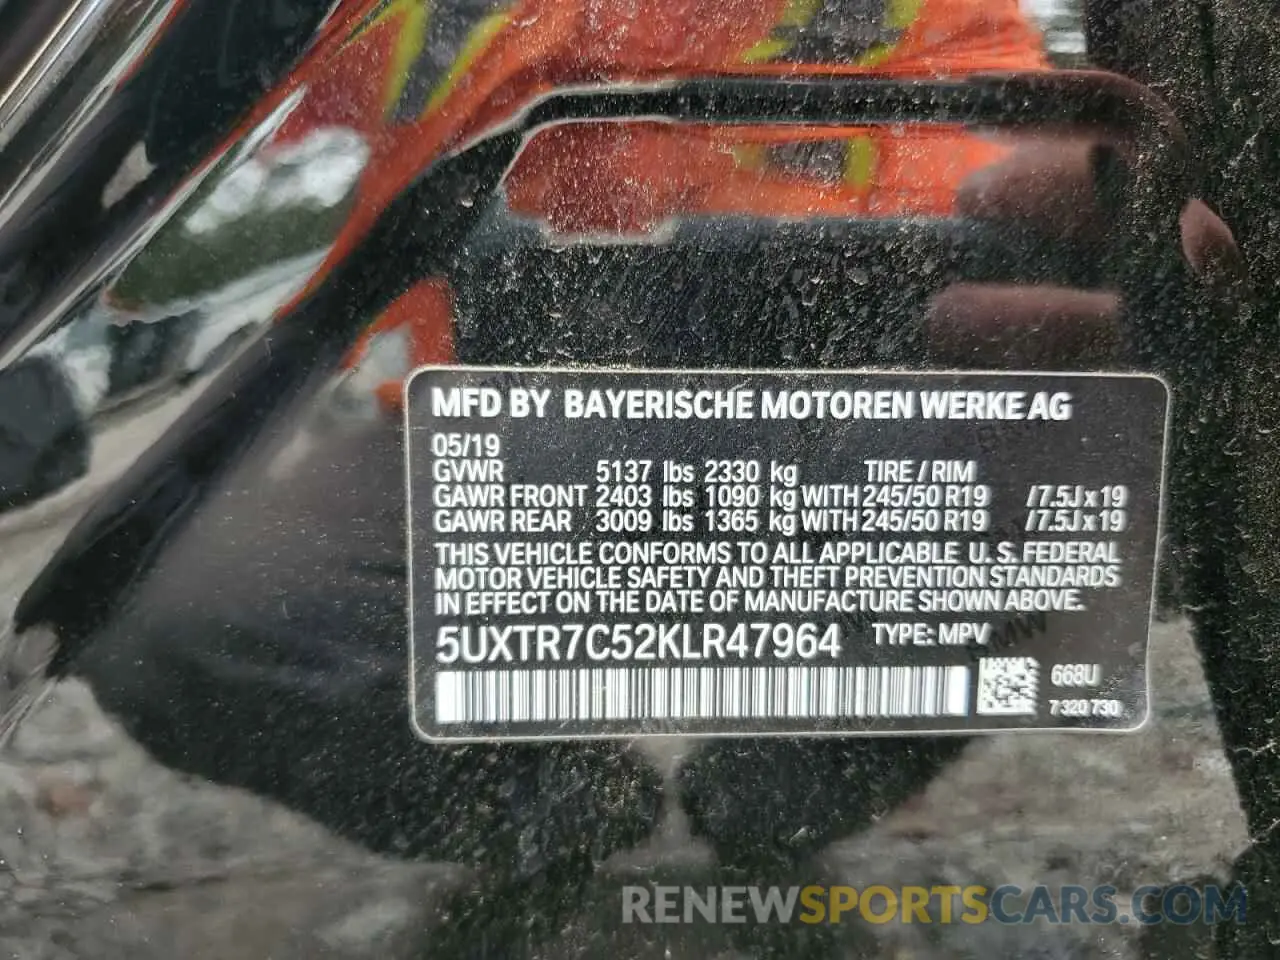 MFD BY BAYERISCHE MOTOREN WERKE AG
05/19
GVWR 5137 lbs 2330 kg TIRE / RIM
GAWR FRONT 2403 lbs 1090 kg WITH 245/50 R19 / 7.5J x 19
GAWR REAR 3009 lbs 1365 kg WITH 245/50 R19 / 7.5J x 19
THIS VEHICLE CONFORMS TO ALL APPLICABLE U.S. FEDERAL
MOTOR VEHICLE SAFETY AND THEFT PREVENTION STANDARDS
IN EFFECT ON THE DATE OF MANUFACTURE SHOWN ABOVE.
5UXTR7C52KLR47964 TYPE: MPV
668U
7 320 730
RENEWSPORTSCARS.COM